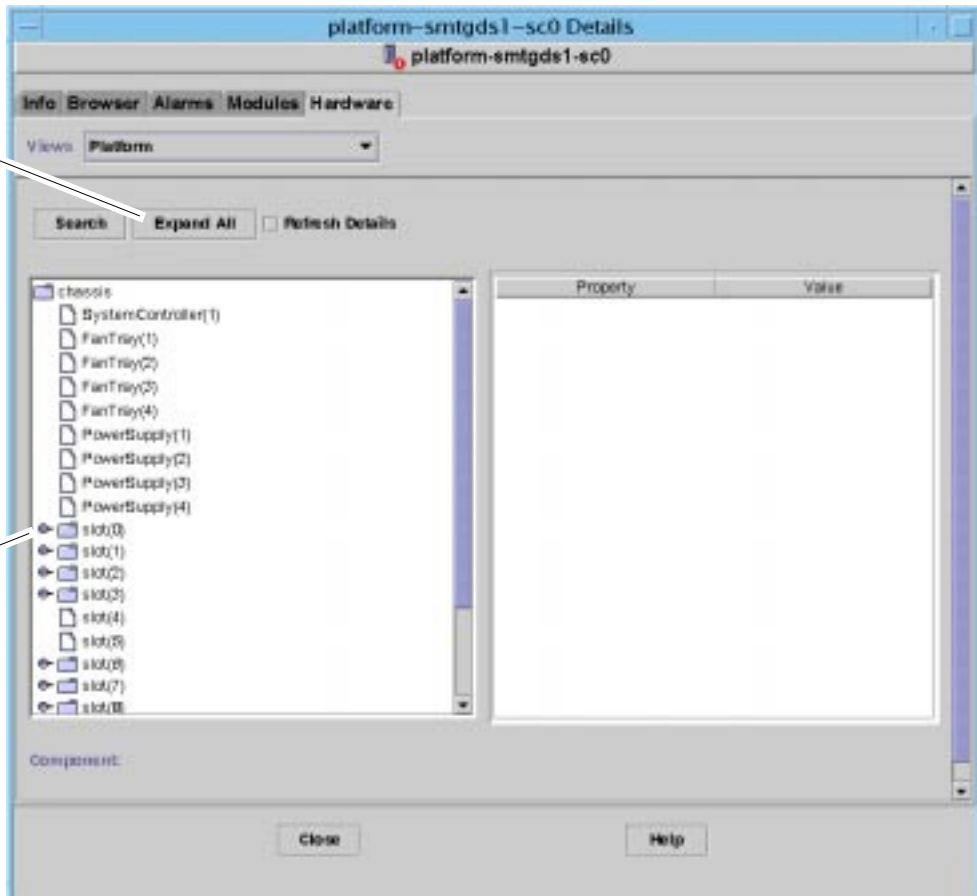 platform-smtgds1-sc0 Details
platform-smtgds1-sc0
Info Browser Alarms Modules Hardware
Views Platform
Search Expand All Refresh Details
chassis
SystemController(1)
FanTray(1)
FanTray(2)
FanTray(3)
FanTray(4)
PowerSupply(1)
PowerSupply(2)
PowerSupply(3)
PowerSupply(4)
slot(0)
slot(1)
slot(2)
slot(3)
slot(4)
slot(5)
slot(6)
slot(7)
slot(8)
Property Value
Component:
Close Help